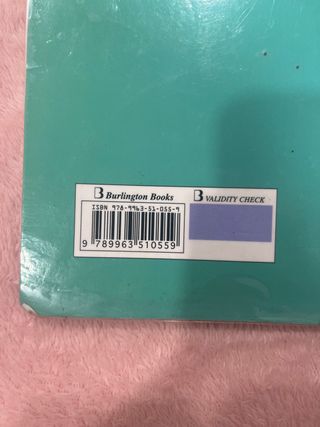 B Burlington Books
B VALIDITY CHECK
ISBN 978-9963-51-055-9
9 789963 510559